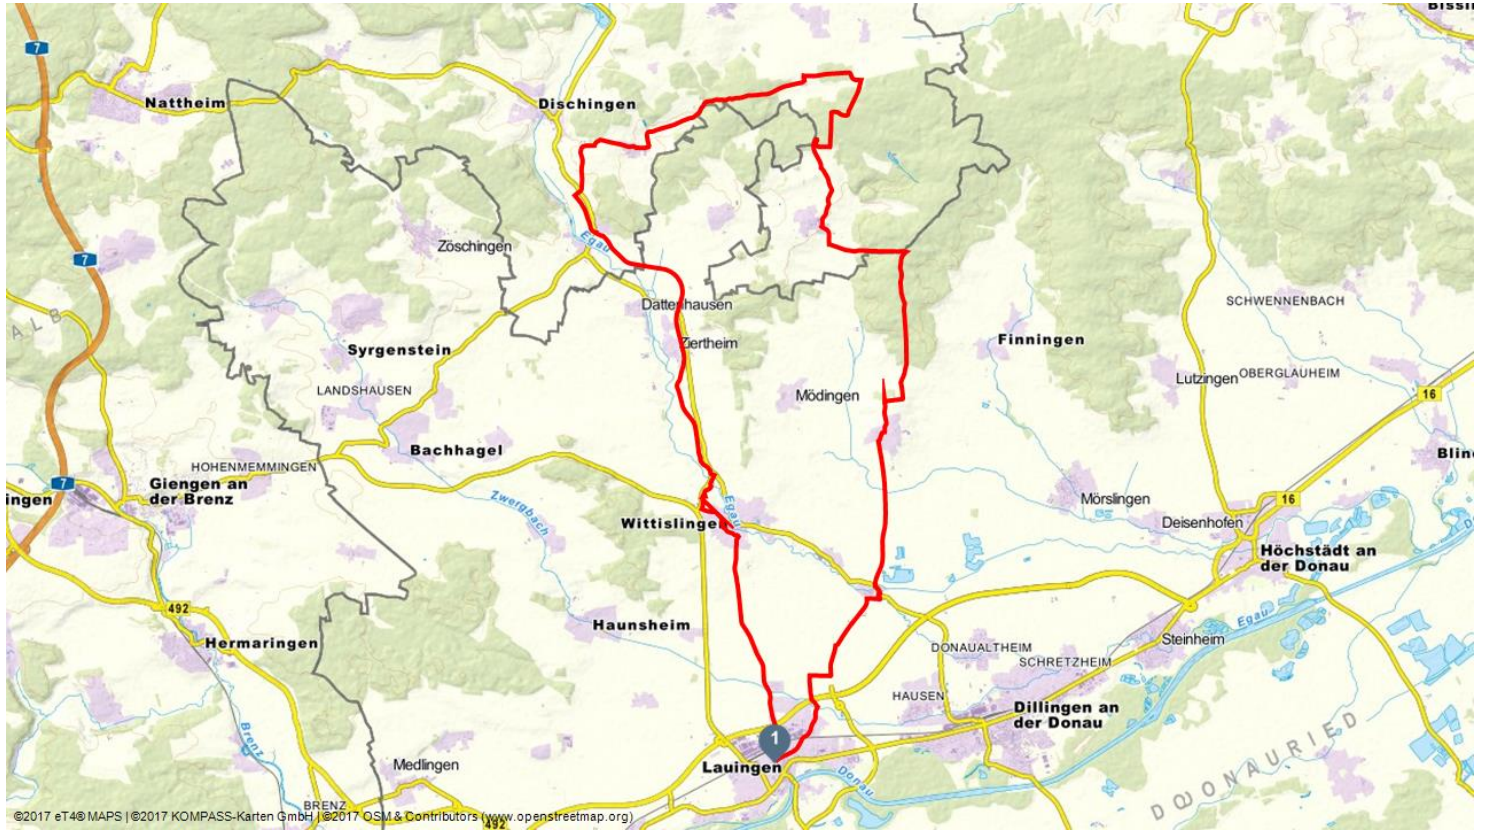 Bissin
7
Nattheim
Dischingen
Egau
Zöschingen
7
ALB
Dattenhausen
SCHWENNENBACH
Syrgenstein
Ziertheim
Finningen
LANDSHAUSEN
Mödingen
Lutzingen
OBERGLAUHEIM
16
Bachhagel
Blin
HOHENMEMMINGEN
7
Giengen an
der Brenz
ingen
Zwergbach
Wittislingen
Egau
Mörslingen
16
Deisenhofen
Höchstädt an
der Donau
492
Haunsheim
Hermaringen
Egau
Steinheim
DONAUALTHEIM
SCHRETZHEIM
HAUSEN
Dillingen an
der Donau
Brenz
1
Lauingen
Medlingen
Donau
DONAURIED
BRENZ
492
©2017 eT4® MAPS | ©2017 KOMPASS-Karten GmbH | ©2017 OSM & Contributors (www.openstreetmap.org)